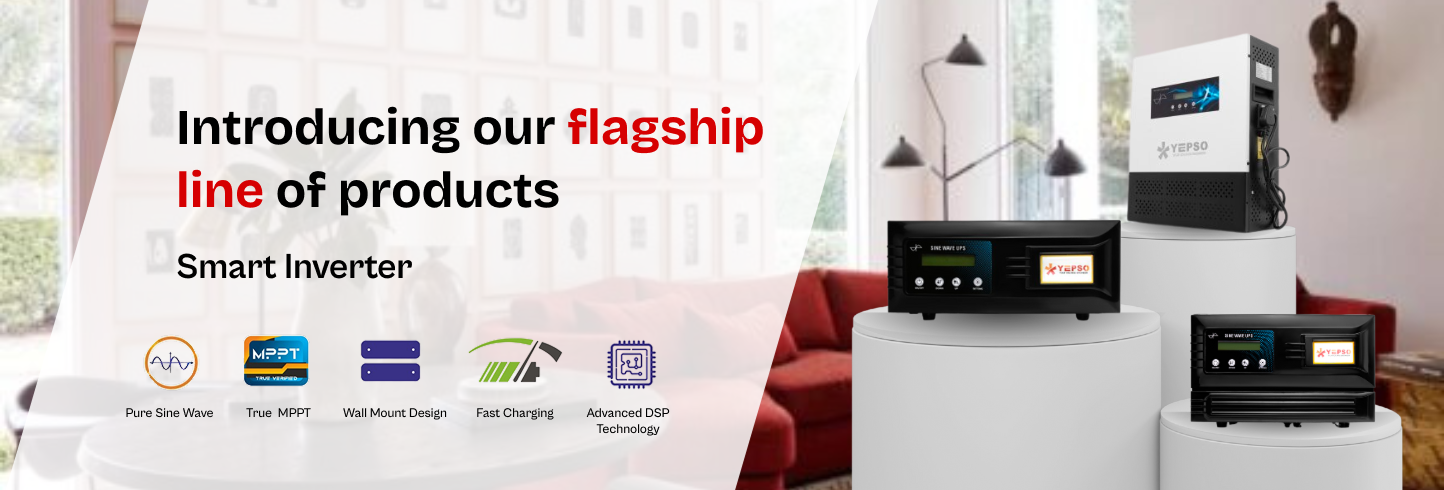 Introducing our flagship
line of products
Smart Inverter
MPPT
TRUE VERIFIED
Pure Sine Wave
True MPPT
Wall Mount Design
Fast Charging
Advanced DSP
Technology
YEPSO
SINE WAVE UPS
YEPSO
SINE WAVE UPS
YEPSO